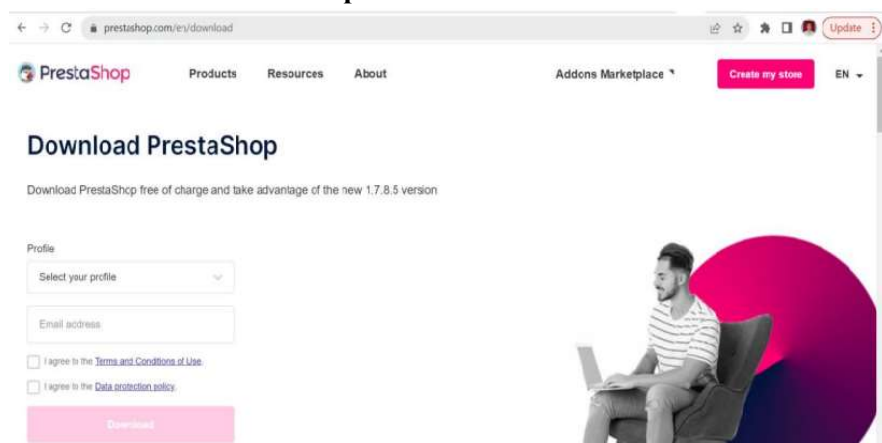 prestashop.com/en/download
Update
PrestaShop
Products
Resources
About
Addons Marketplace
Create my store
EN
Download PrestaShop
Download PrestaShop free of charge and take advantage of the new 1.7.8.5 version
Profile
Select your profile
Email address
I agree to the Terms and Conditions of Use.
I agree to the Data protection policy.
Download